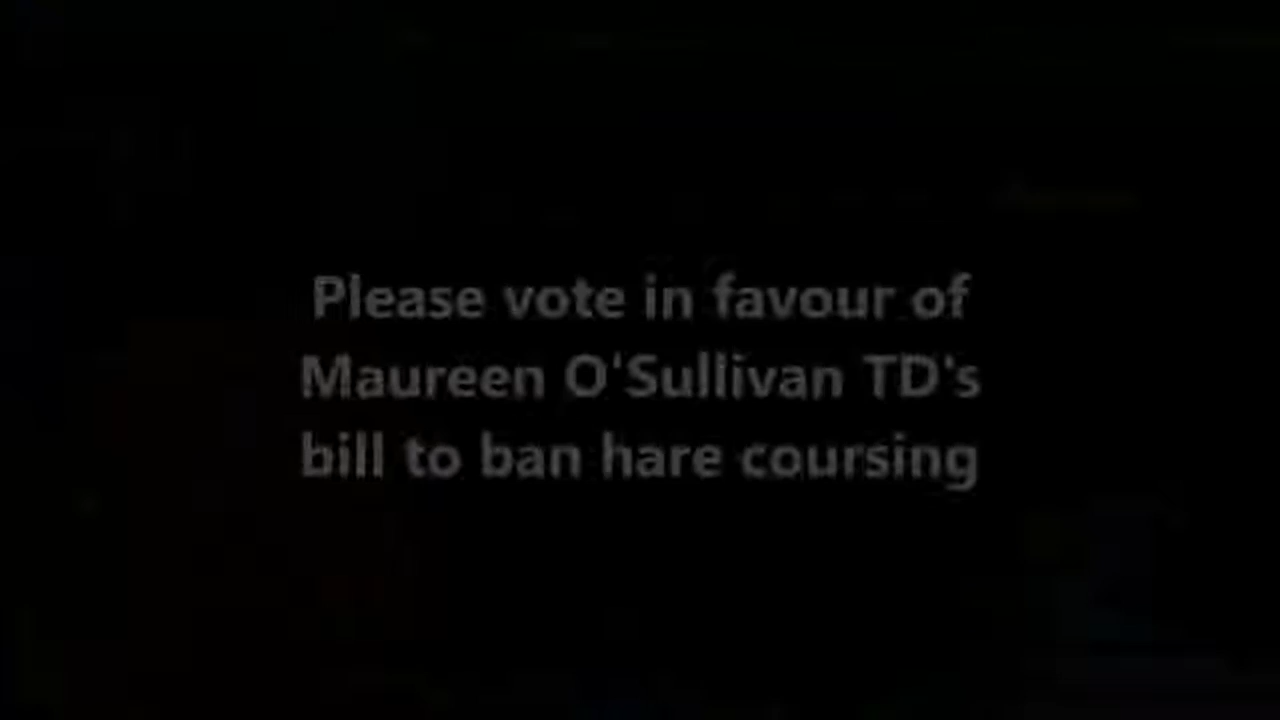 Please vote in favour of
Maureen O'Sullivan TD's
bill to ban hare coursing